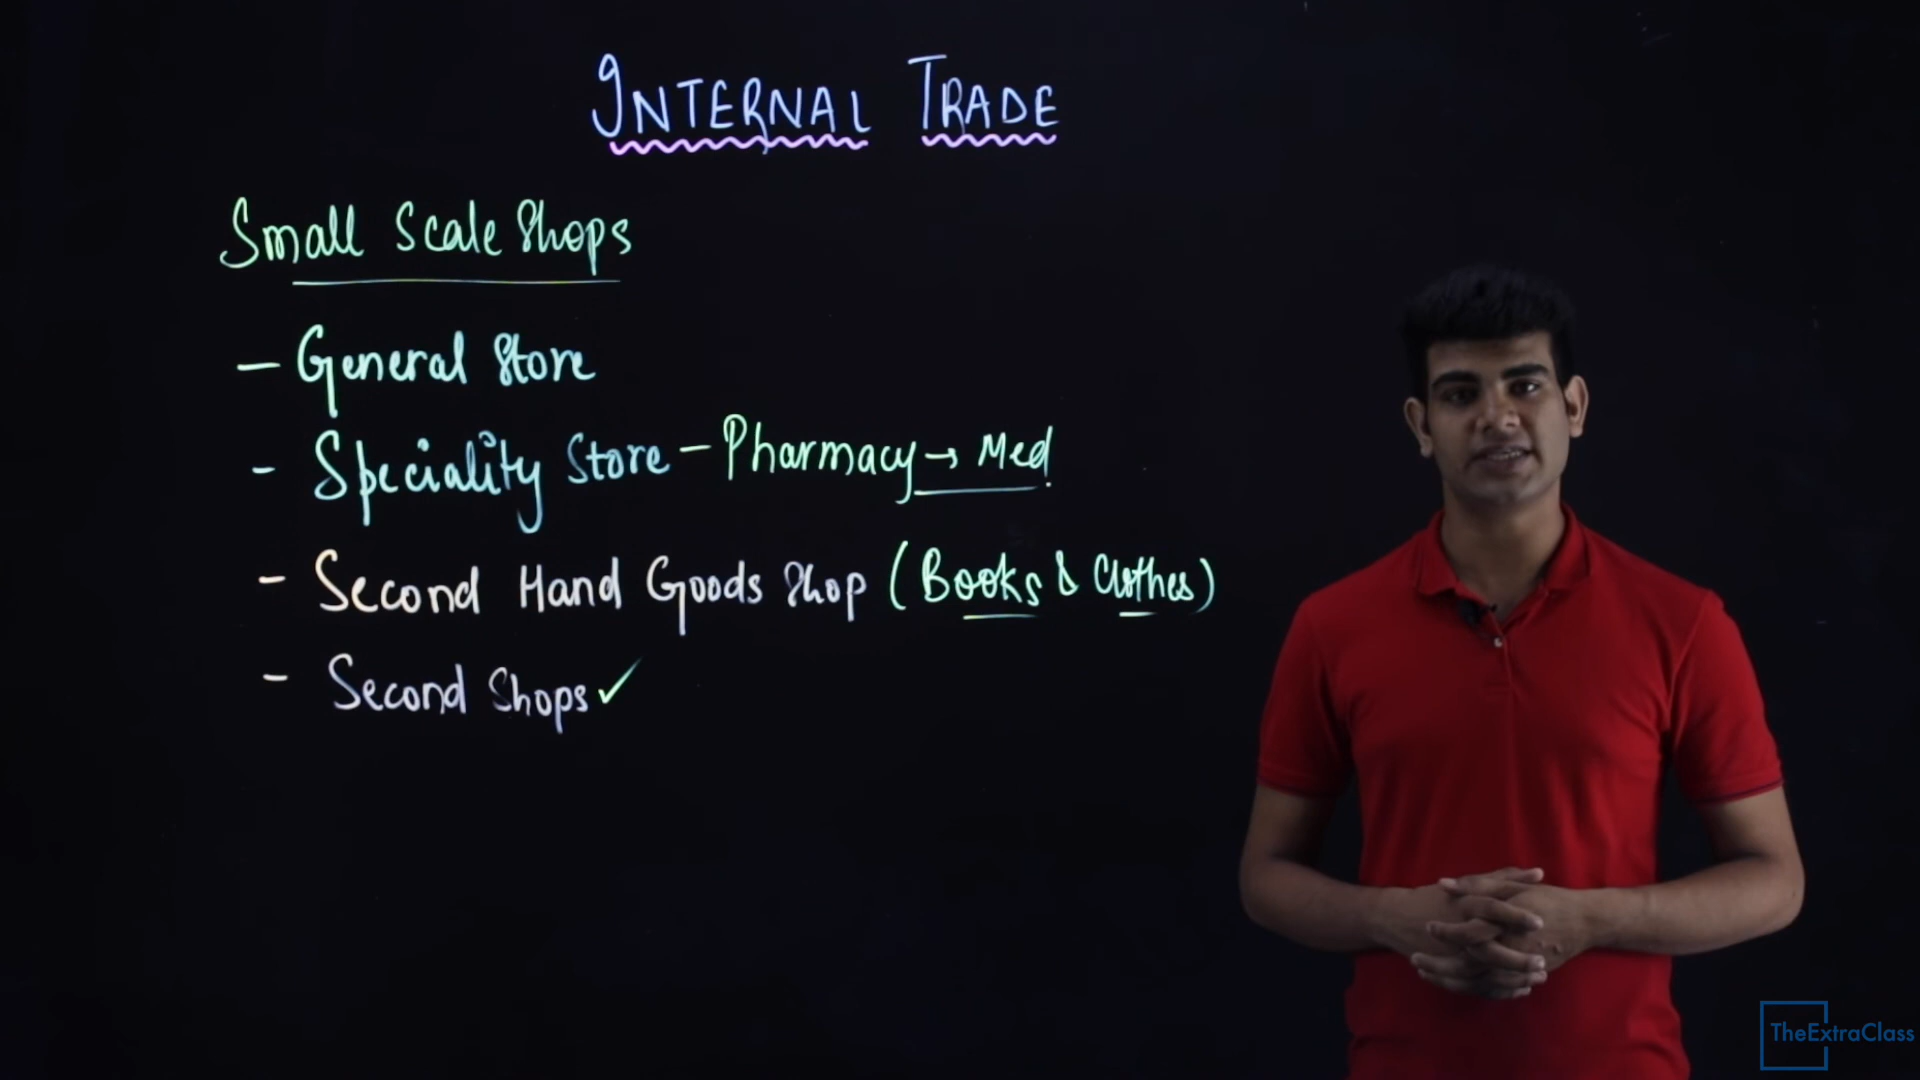 INTERNAL TRADE
Small Scale Shops
- General Store
- Speciality Store - Pharmacy → Med
- Second Hand Goods Shop (Books & Clothes)
- Second Shops ✓
TheExtraClass